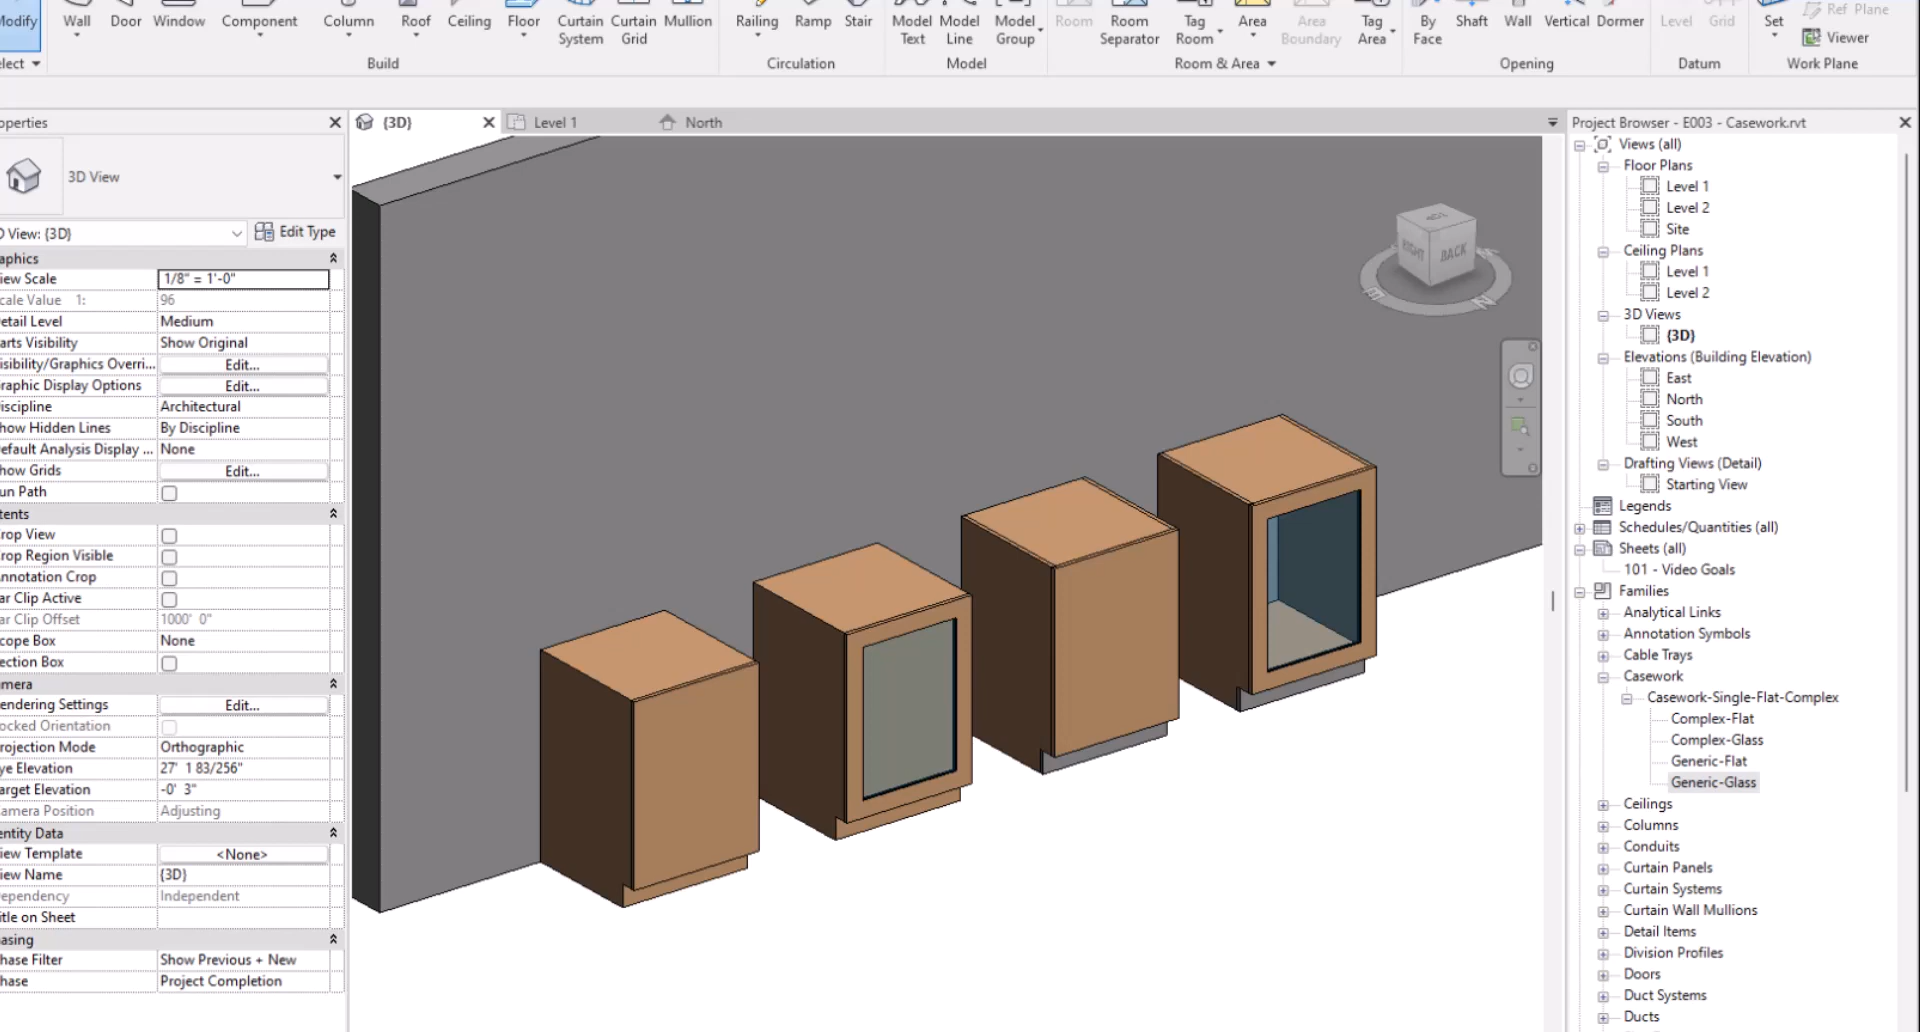 Modify
Wall Door Window Component Column Roof Ceiling Floor Curtain System Curtain Grid Mullion Railing Ramp Stair Model Text Model Line Model Group Room Room Separator Tag Room Area Area Boundary Tag Area By Face Shaft Wall Vertical Dormer Level Grid Set Ref Plane
Viewer
elect Build Circulation Model Room & Area Opening Datum Work Plane
operties
{3D} Level 1 North
Project Browser - E003 - Casework.rvt
3D View
D View: {3D} Edit Type
aphics
iew Scale 1/8" = 1'-0"
cale Value 1: 96
etail Level Medium
arts Visibility Show Original
isibility/Graphics Overri... Edit...
raphic Display Options Edit...
iscipline Architectural
how Hidden Lines By Discipline
efault Analysis Display ... None
how Grids Edit...
un Path
tents
rop View
rop Region Visible
nnotation Crop
ar Clip Active
ar Clip Offset 1000' 0"
cope Box None
ection Box
mera
endering Settings Edit...
ocked Orientation
rojection Mode Orthographic
ye Elevation 27' 1 83/256"
arget Elevation -0' 3"
amera Position Adjusting
entity Data
iew Template <None>
iew Name {3D}
ependency Independent
itle on Sheet
asing
hase Filter Show Previous + New
hase Project Completion
TOP
RIGHT BACK
E N
Views (all)
Floor Plans
Level 1
Level 2
Site
Ceiling Plans
Level 1
Level 2
3D Views
{3D}
Elevations (Building Elevation)
East
North
South
West
Drafting Views (Detail)
Starting View
Legends
Schedules/Quantities (all)
Sheets (all)
101 - Video Goals
Families
Analytical Links
Annotation Symbols
Cable Trays
Casework
Casework-Single-Flat-Complex
Complex-Flat
Complex-Glass
Generic-Flat
Generic-Glass
Ceilings
Columns
Conduits
Curtain Panels
Curtain Systems
Curtain Wall Mullions
Detail Items
Division Profiles
Doors
Duct Systems
Ducts